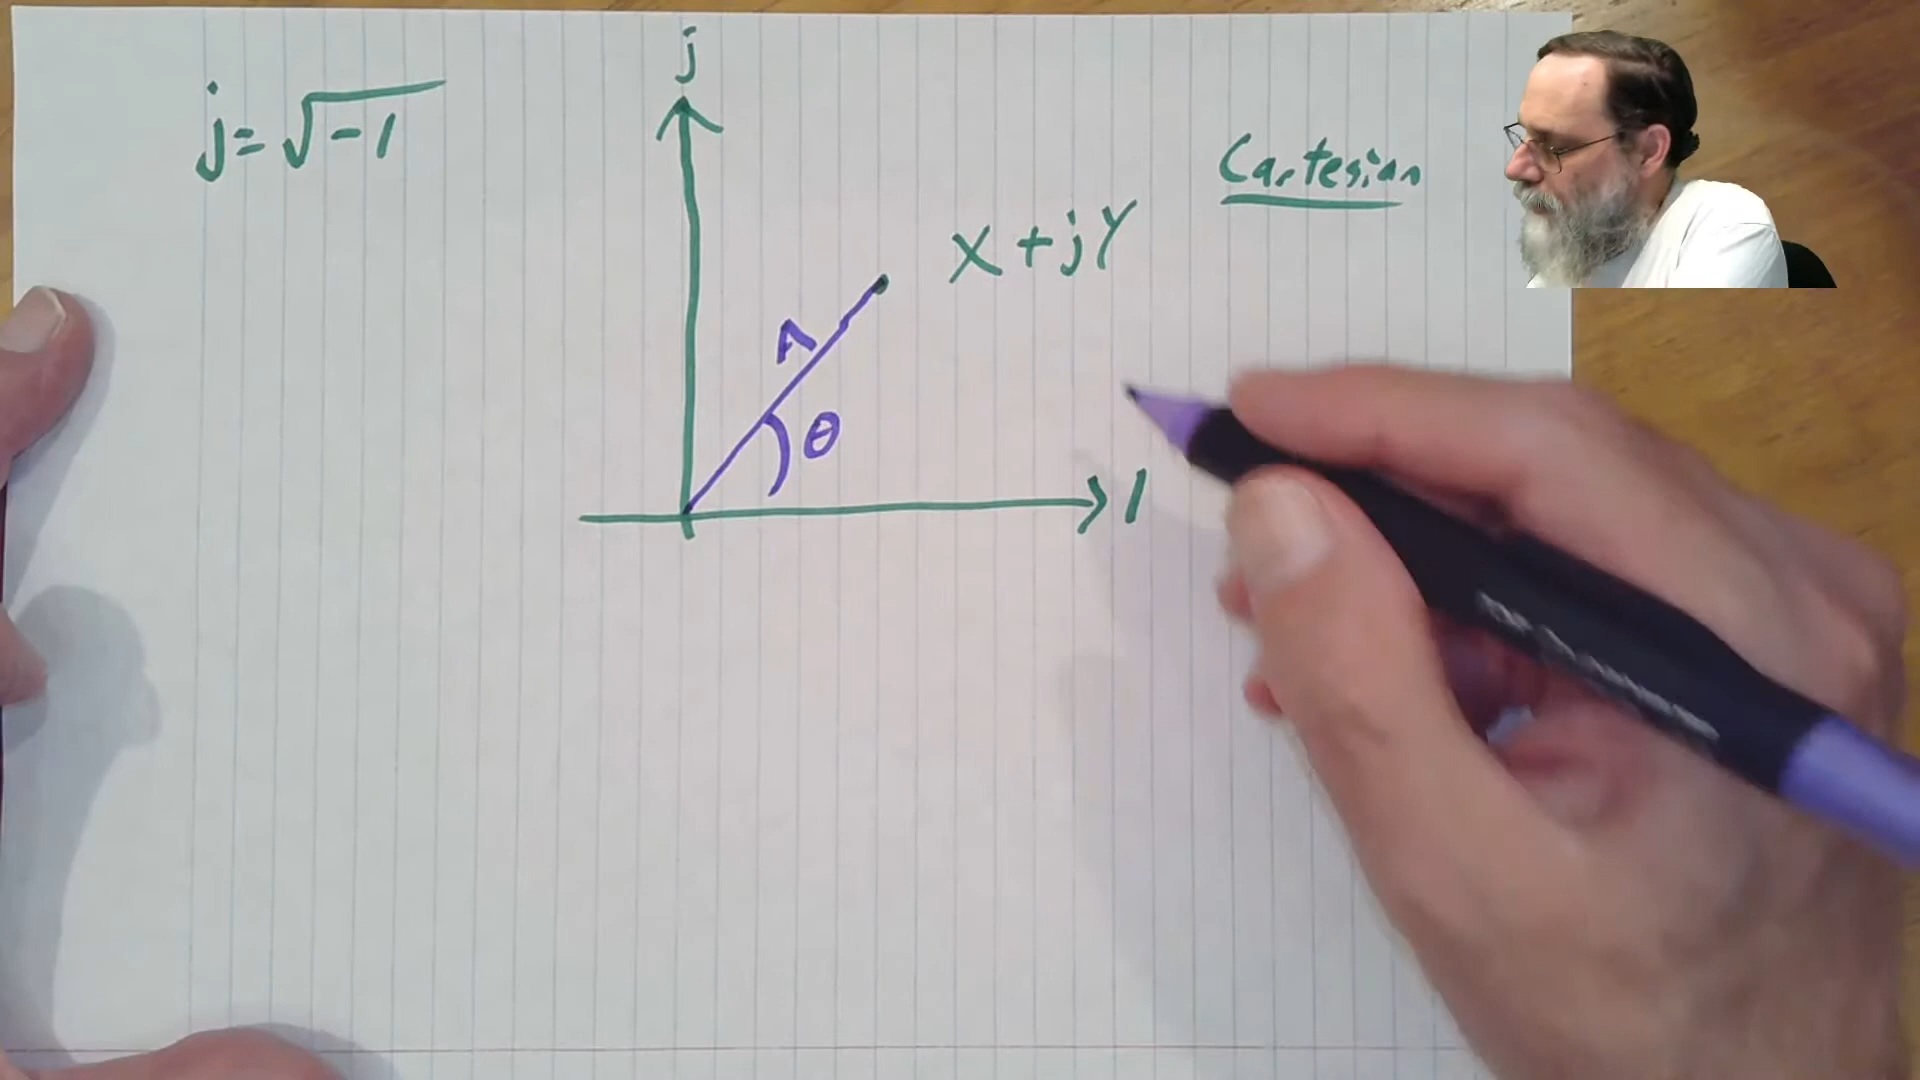 j
j = √-1
Cartesian
X + jY
A
θ
1